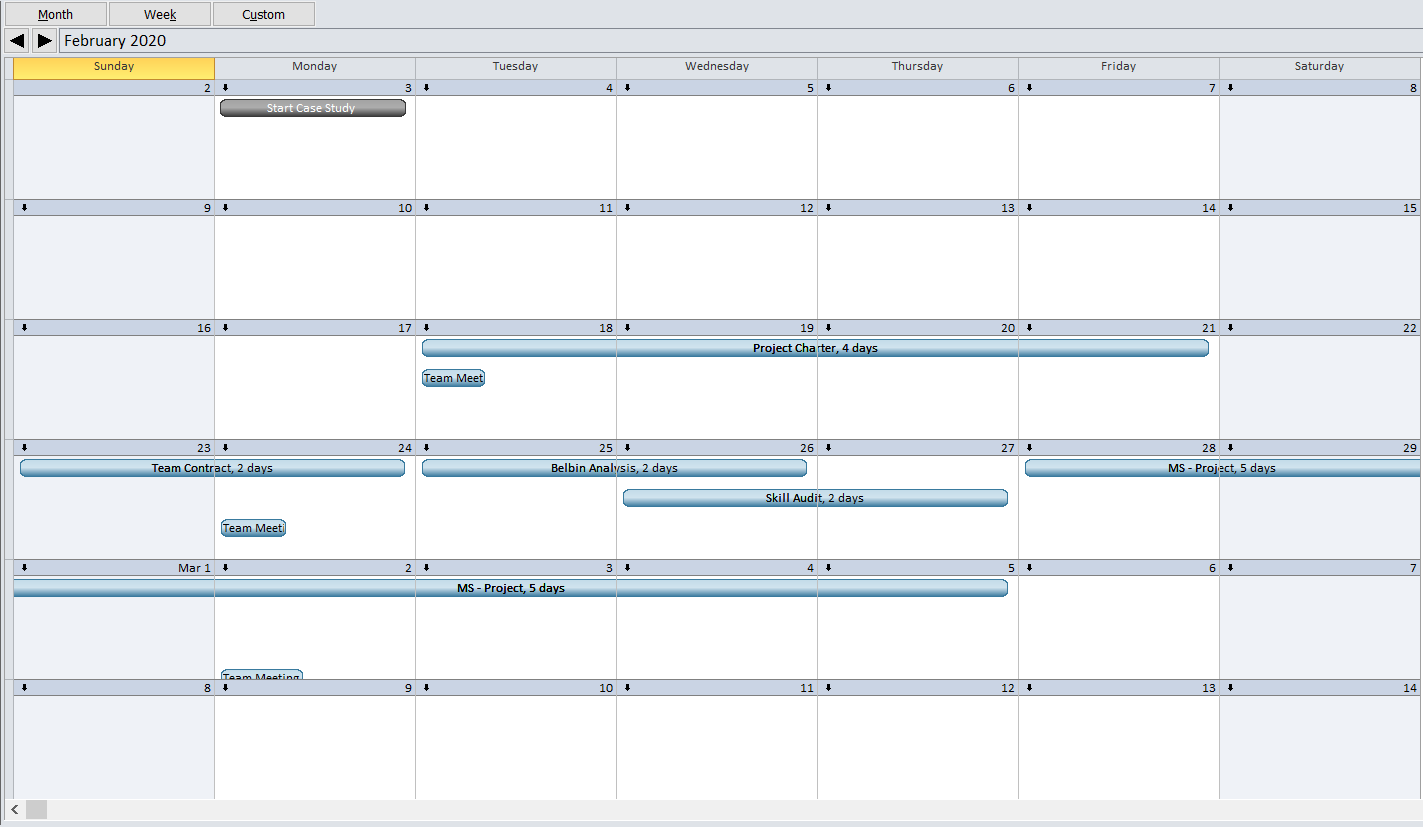 Month Week Custom
February 2020
Sunday Monday Tuesday Wednesday Thursday Friday Saturday
2 3 4 5 6 7 8
Start Case Study
9 10 11 12 13 14 15
16 17 18 19 20 21 22
Project Charter, 4 days
Team Meet
23 24 25 26 27 28 29
Team Contract, 2 days Belbin Analysis, 2 days MS - Project, 5 days
Skill Audit, 2 days
Team Meeti
Mar 1 2 3 4 5 6 7
MS - Project, 5 days
Team Meeting
8 9 10 11 12 13 14